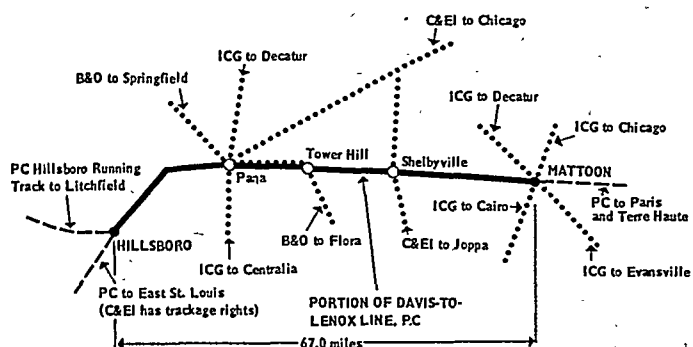 C&EI to Chicago
ICG to Decatur
B&O to Springfield
ICG to Decatur
ICG to Chicago
PC Hillsboro Running
Track to Litchfield
Pana
Tower Hill
Shelbyville
MATTOON
ICG to Cairo
PC to Paris
and Terre Haute
HILLSBORO
B&O to Flora
C&EI to Joppa
ICG to Centralia
ICG to Evansville
PC to East St. Louis
(C&EI has trackage rights)
PORTION OF DAVIS-TO-
LENOX LINE, PC
67.0 miles